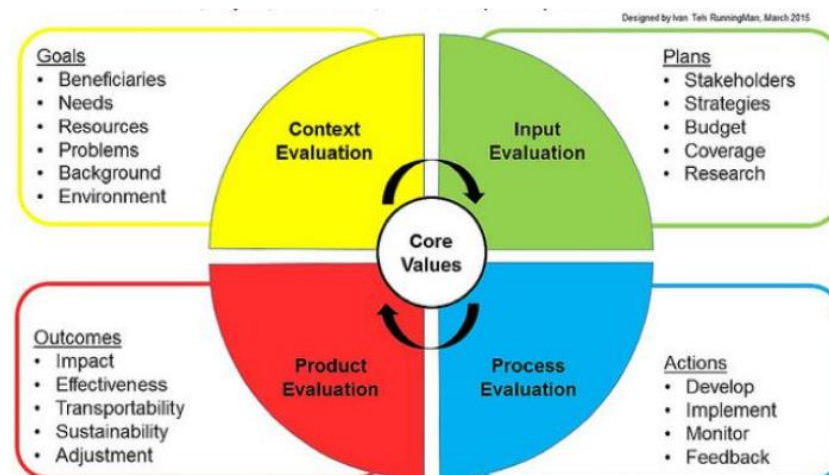 Designed by Ivan Teh RunningMan, March 2015
Goals
• Beneficiaries
• Needs
• Resources
• Problems
• Background
• Environment
Context
Evaluation
Input
Evaluation
Plans
• Stakeholders
• Strategies
• Budget
• Coverage
• Research
Core
Values
Outcomes
• Impact
• Effectiveness
• Transportability
• Sustainability
• Adjustment
Product
Evaluation
Process
Evaluation
Actions
• Develop
• Implement
• Monitor
• Feedback